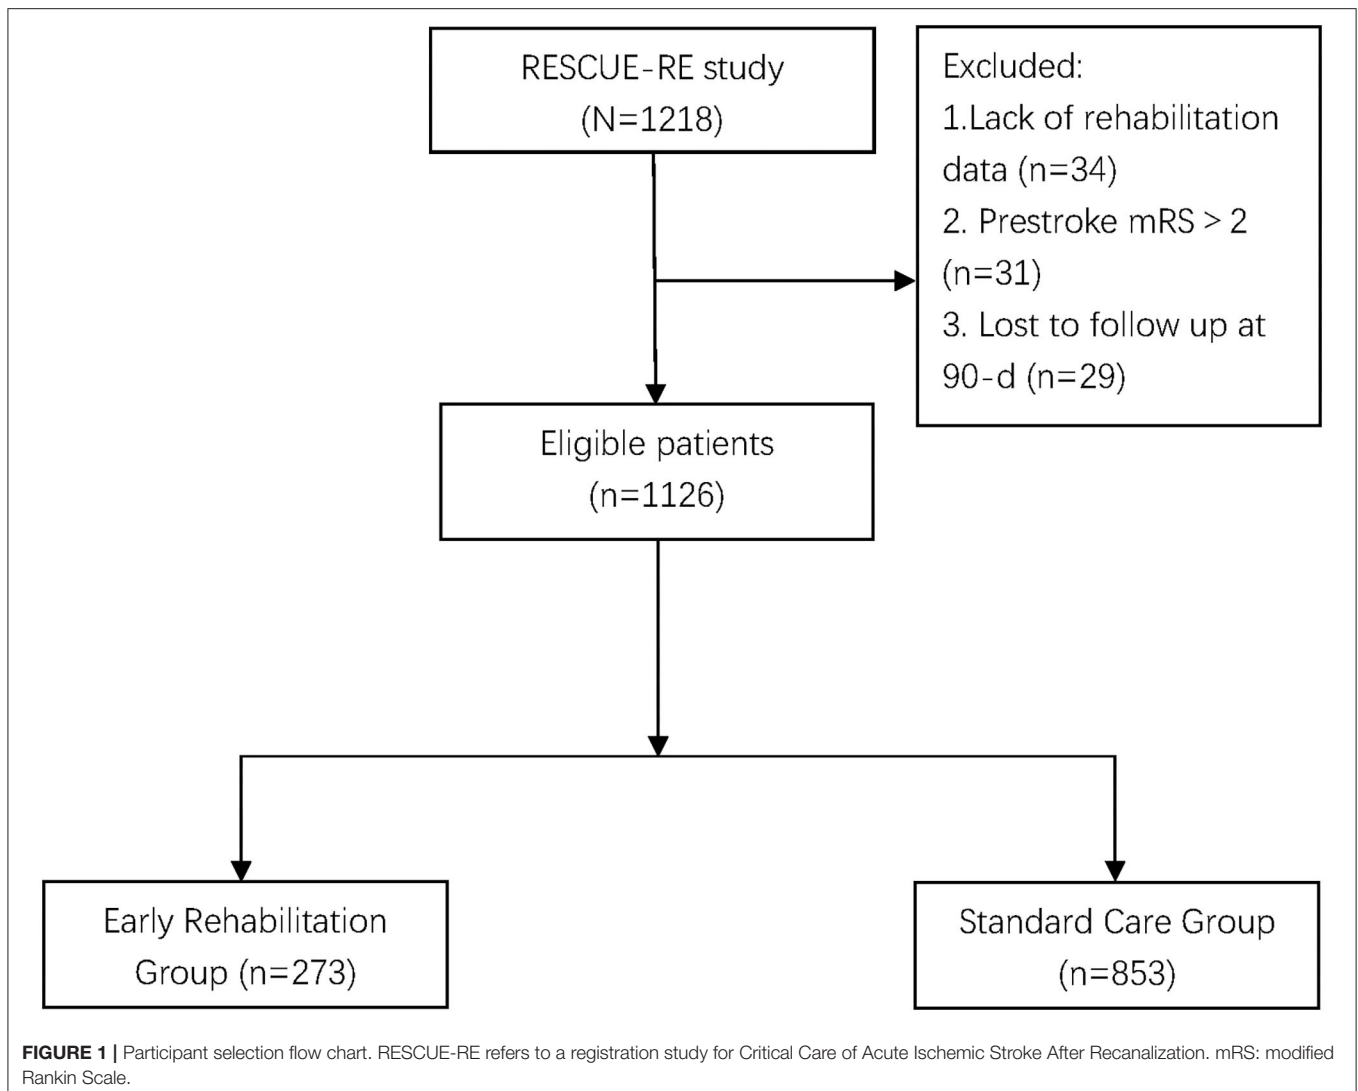 RESCUE-RE study
(N=1218)
Excluded:
1.Lack of rehabilitation
data (n=34)
2. Prestroke mRS > 2
(n=31)
3. Lost to follow up at
90-d (n=29)
Eligible patients
(n=1126)
Early Rehabilitation
Group (n=273)
Standard Care Group
(n=853)
FIGURE 1 | Participant selection flow chart. RESCUE-RE refers to a registration study for Critical Care of Acute Ischemic Stroke After Recanalization. mRS: modified
Rankin Scale.